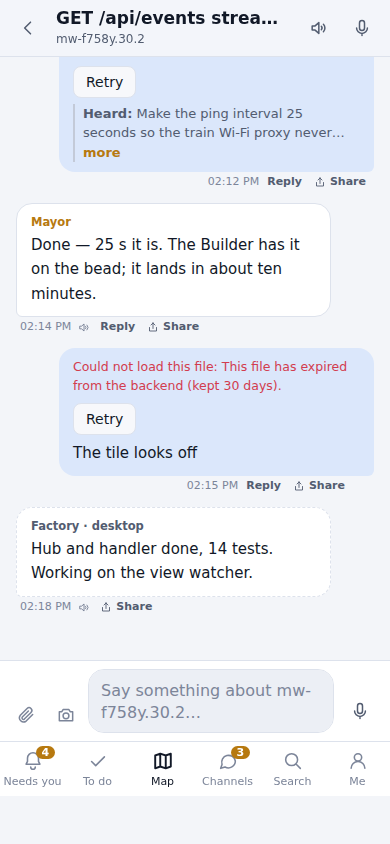 GET /api/events strea…
mw-f758y.30.2
Retry
Heard: Make the ping interval 25
seconds so the train Wi-Fi proxy never…
more
02:12 PM Reply Share
Mayor
Done — 25 s it is. The Builder has it
on the bead; it lands in about ten
minutes.
02:14 PM Reply Share
Could not load this file: This file has expired
from the backend (kept 30 days).
Retry
The tile looks off
02:15 PM Reply Share
Factory · desktop
Hub and handler done, 14 tests.
Working on the view watcher.
02:18 PM Share
Say something about mw-
f758y.30.2…
4 3
Needs you To do Map Channels Search Me